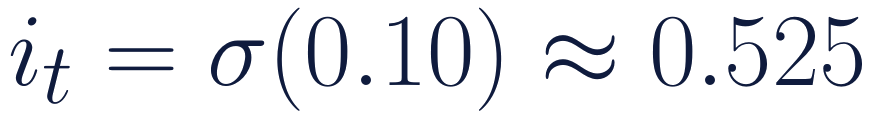 i_t = σ(0.10) ≈ 0.525